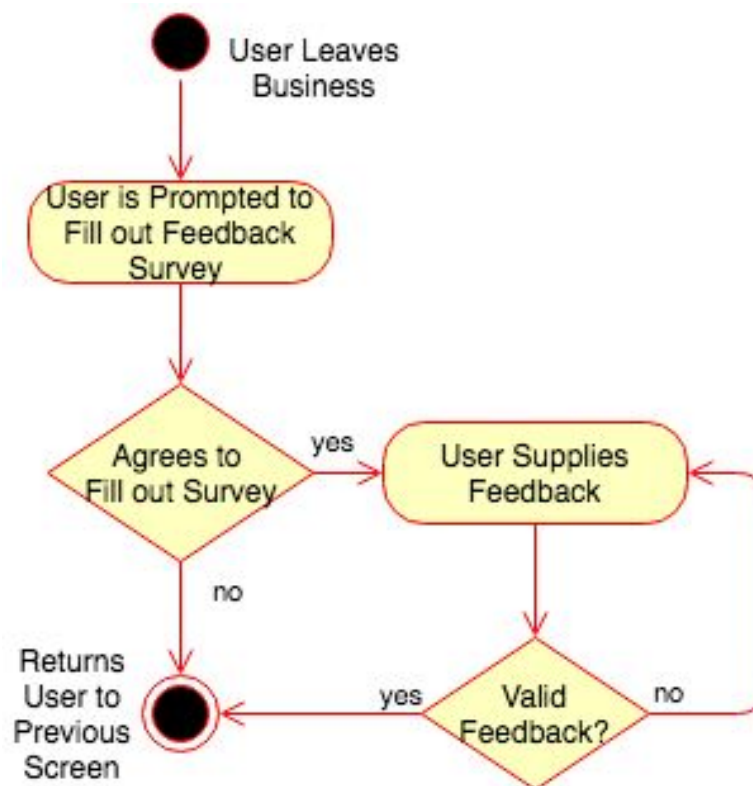 User Leaves
Business
User is Prompted to
Fill out Feedback
Survey
Agrees to
Fill out Survey
yes
User Supplies
Feedback
no
Returns
User to
Previous
Screen
yes
Valid
Feedback?
no